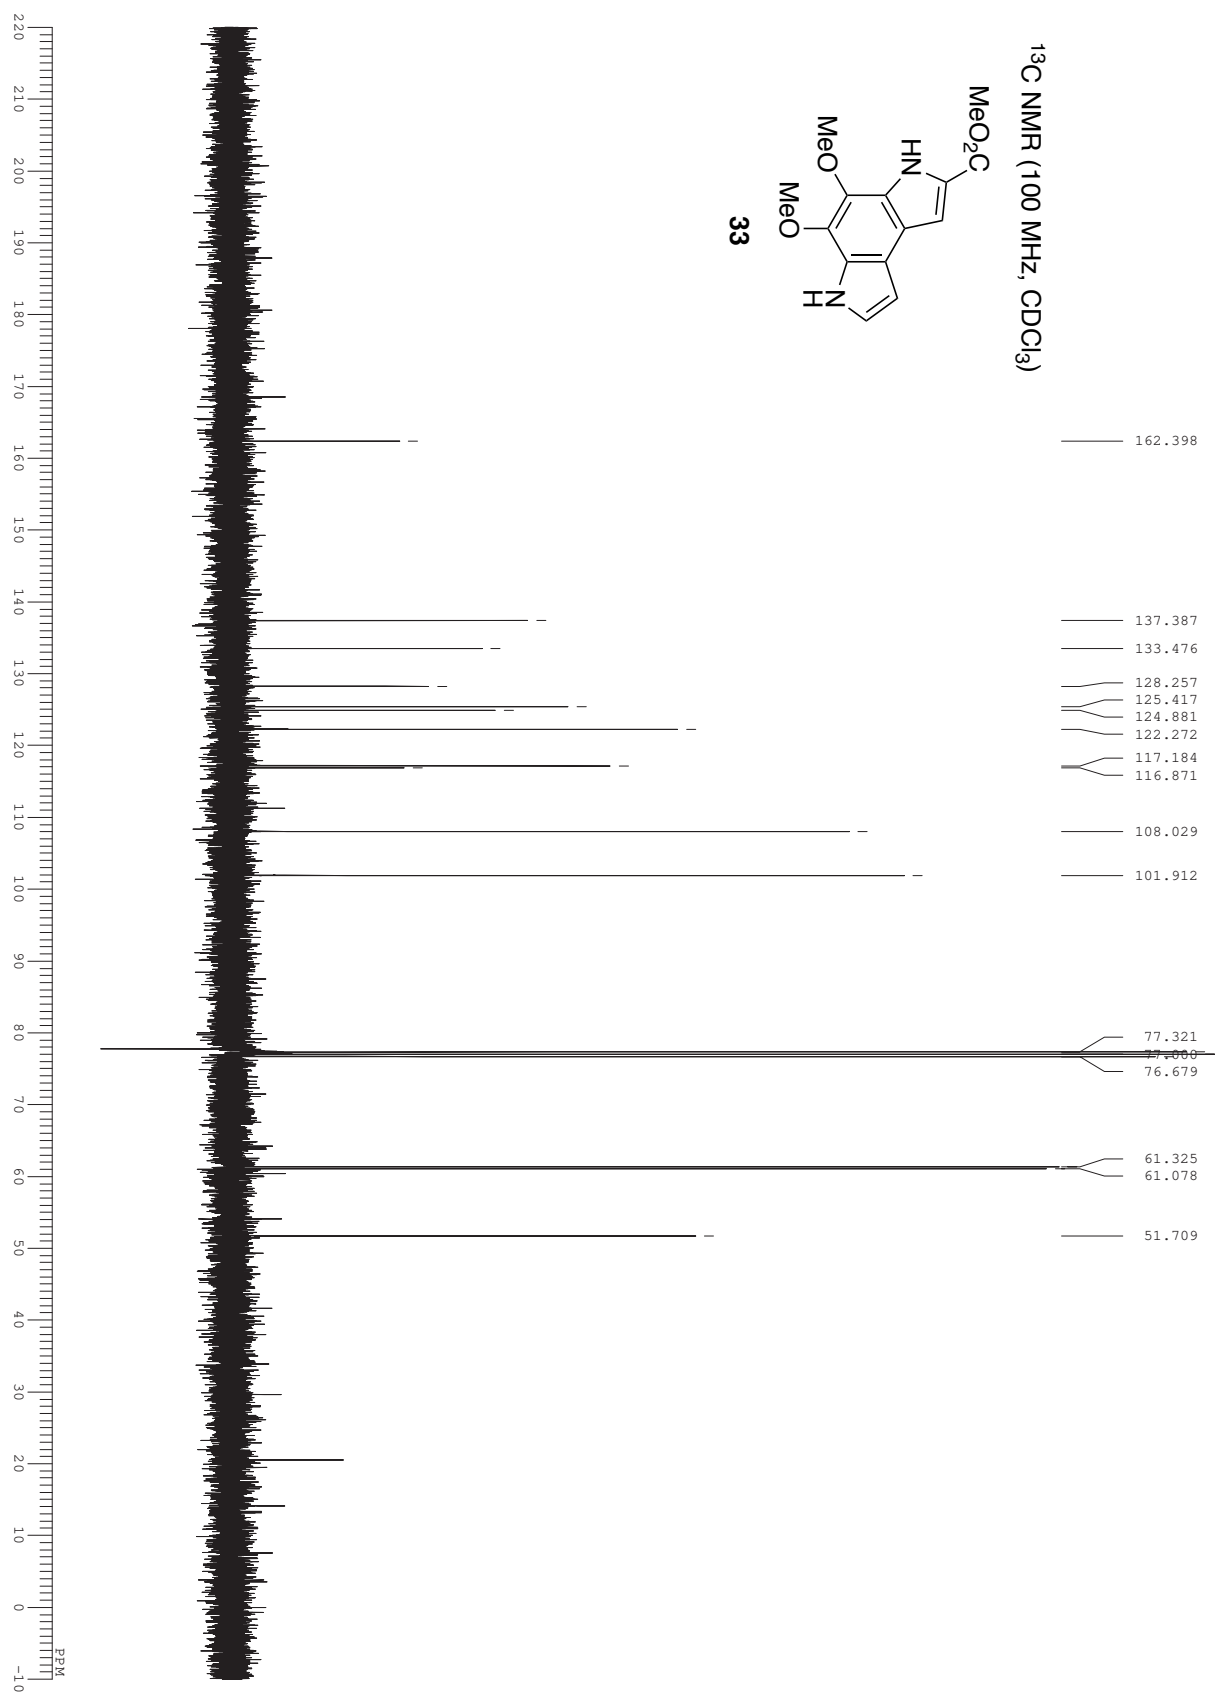 ¹³C NMR (100 MHz, CDCl₃)
MeO₂C
HN
MeO
MeO
N
H
33
162.398
137.387
133.476
128.257
125.417
124.881
122.272
117.184
116.871
108.029
101.912
77.321
77.000
76.679
61.325
61.078
51.709
220 210 200 190 180 170 160 150 140 130 120 110 100 90 80 70 60 50 40 30 20 10 0 -10
PPM